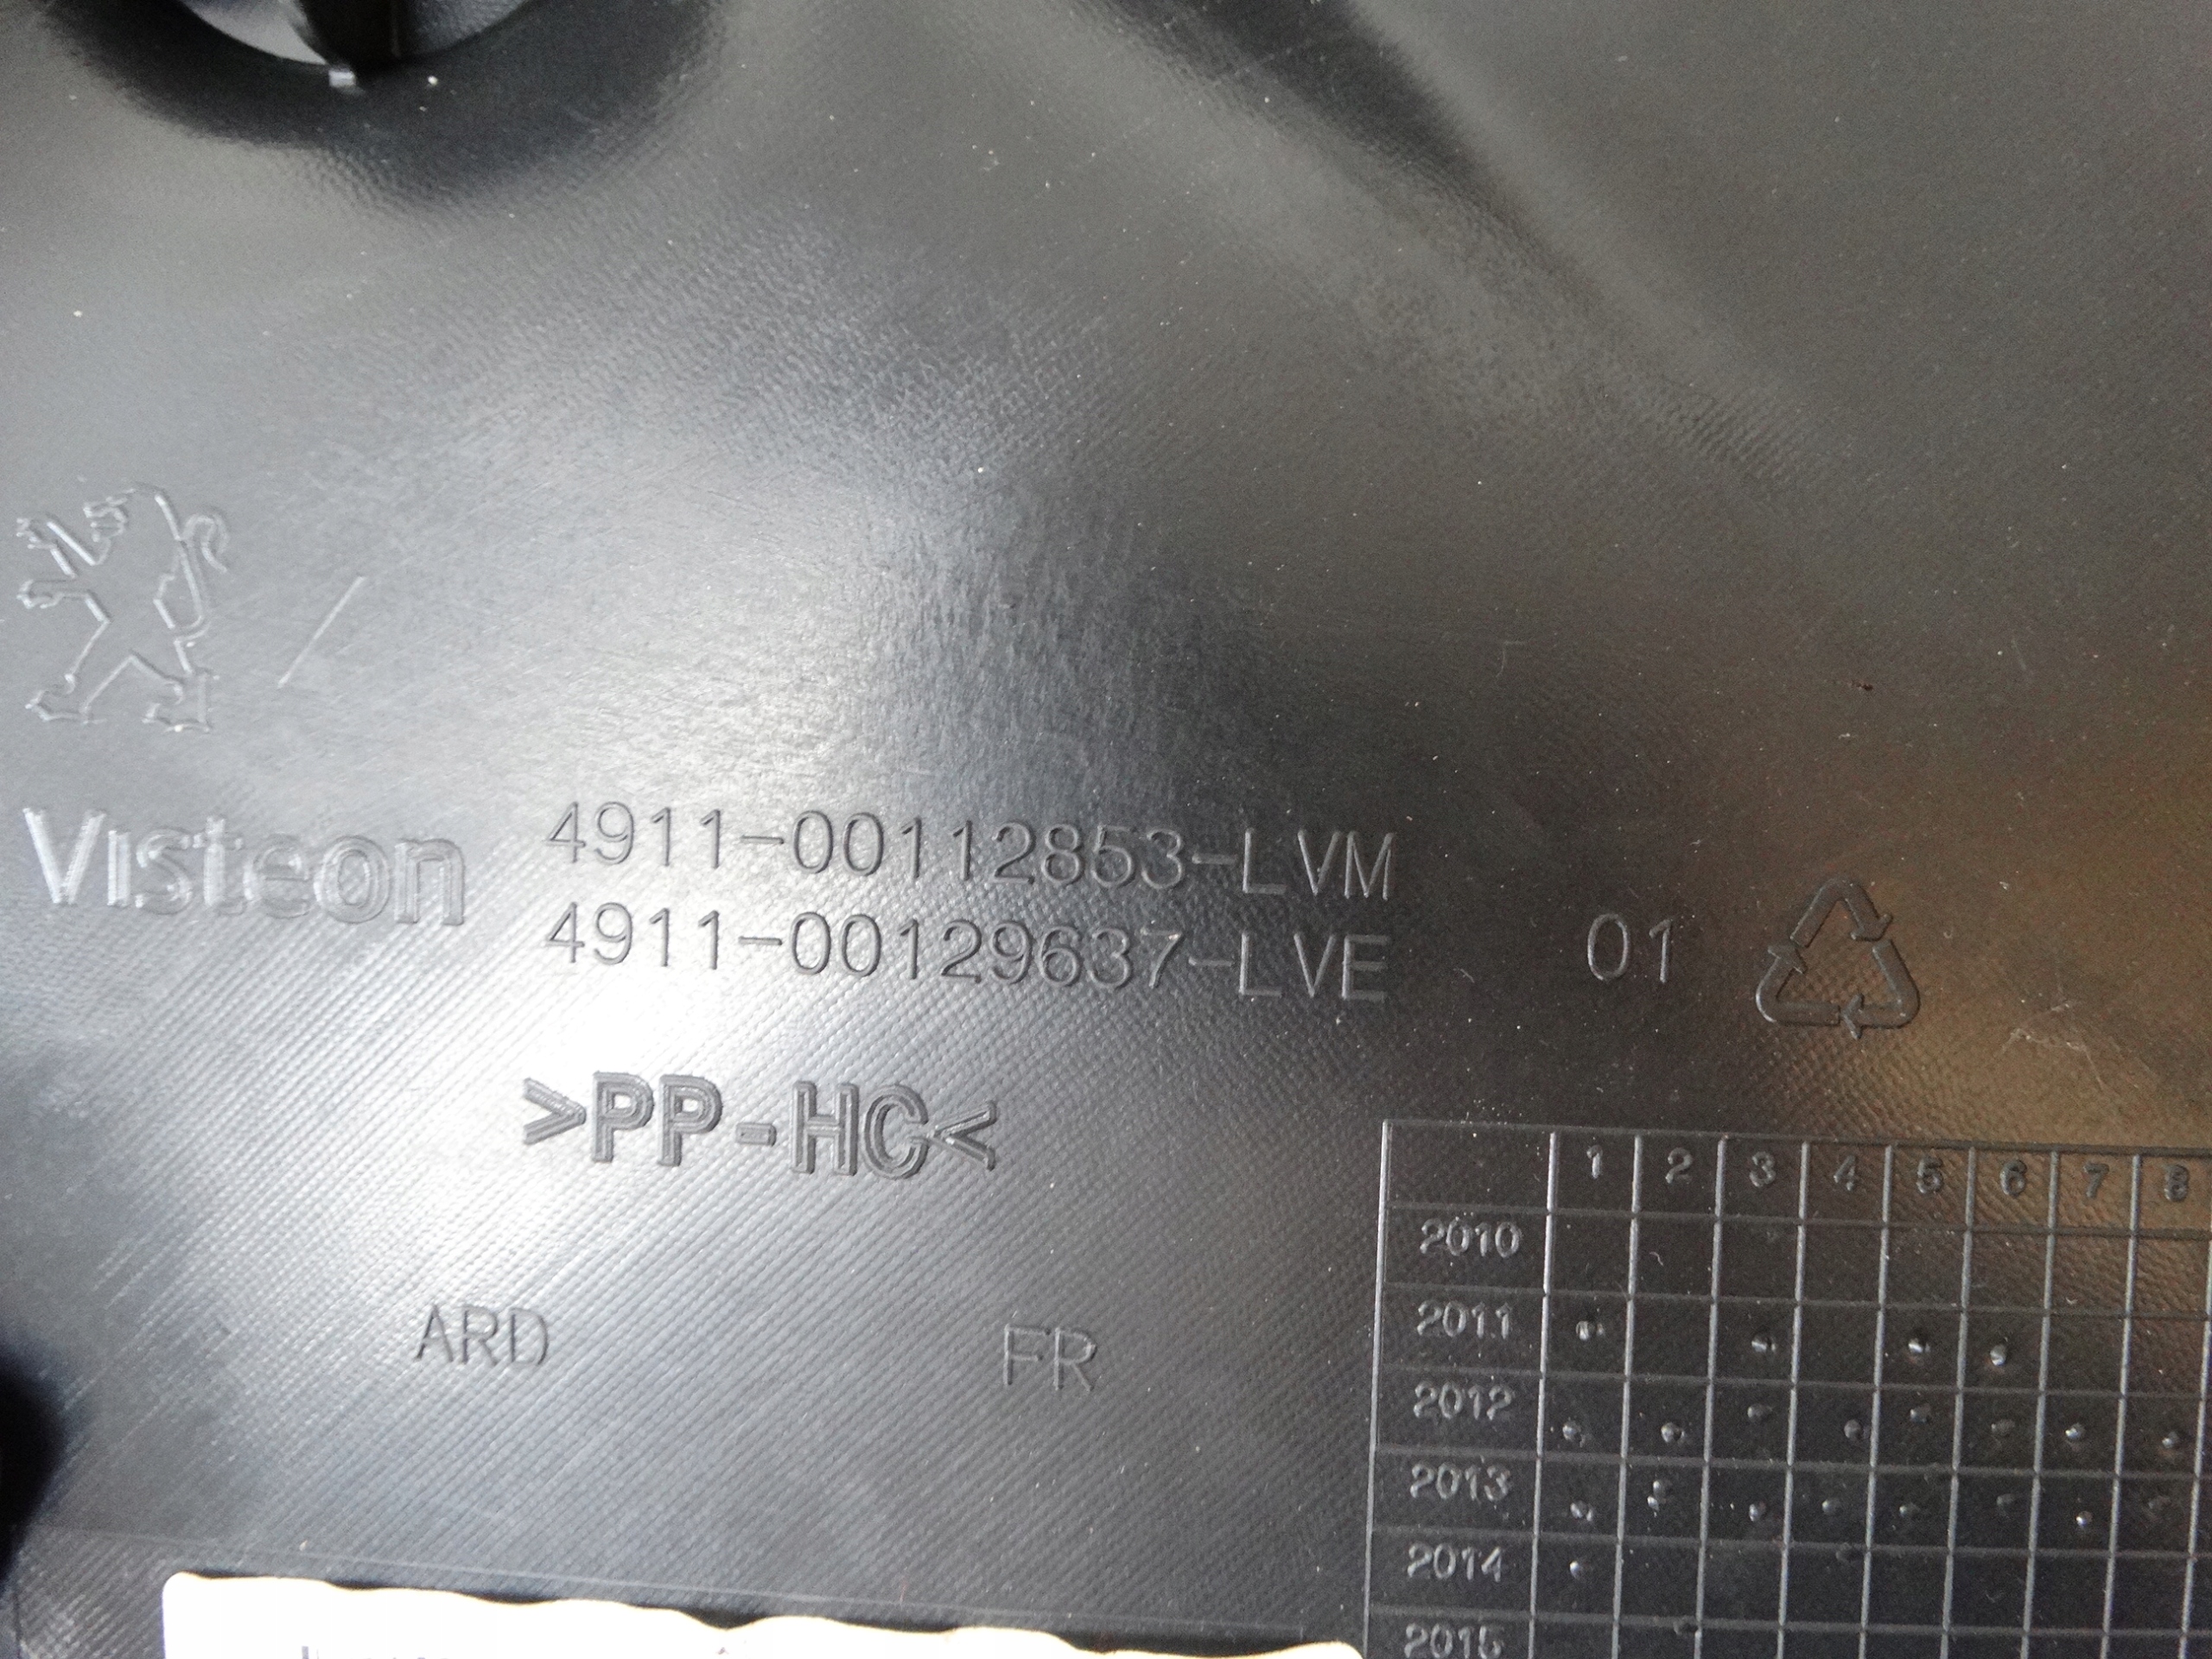 Visteon
4911-00112853-LVM
4911-00129637-LVE
01
>PP-HC<
ARD
FR
1 2 3 4 5 6 7 8
2010
2011
2012
2013
2014
2015